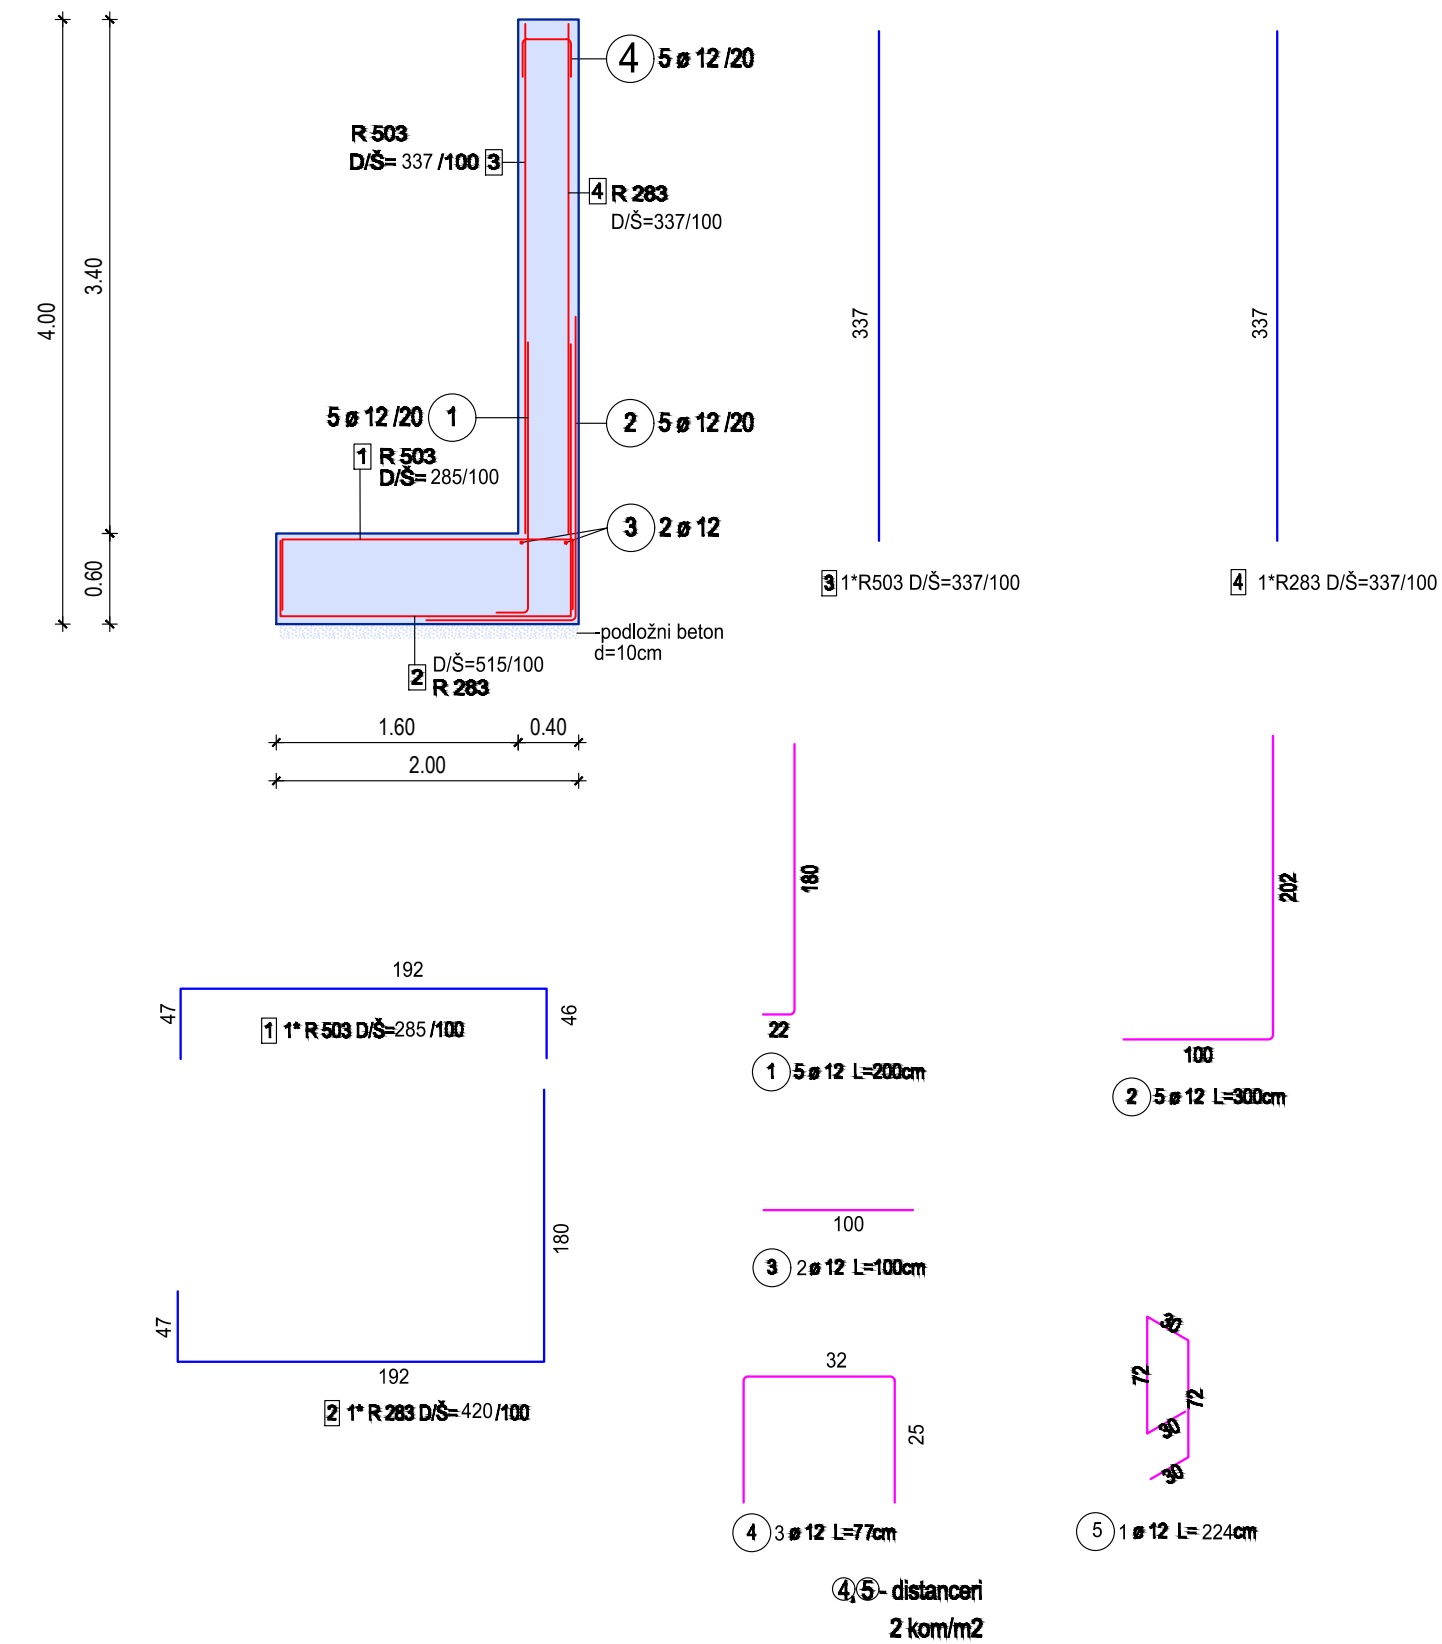 4 5 ø 12 /20
R 503
D/Š= 337 /100 3
4 R 283
D/Š=337/100
3.40
4.00
0.60
5 ø 12 /20 1
2 5 ø 12 /20
1 R 503
D/Š= 285/100
3 2 ø 12
-podložni beton
d=10cm
D/Š=515/100
2 R 283
1.60
0.40
2.00
337
3 1*R503 D/Š=337/100
337
4 1*R283 D/Š=337/100
192
47
46
1 1* R 503 D/Š=285 /100
180
47
192
2 1* R 283 D/Š=420 /100
180
22
1 5 ø 12 L=200cm
202
100
2 5 ø 12 L=300cm
100
3 2 ø 12 L=100cm
32
25
4 3 ø 12 L=77cm
30
72
72
30
30
5 1 ø 12 L= 224cm
4,5 - distanceri
2 kom/m2